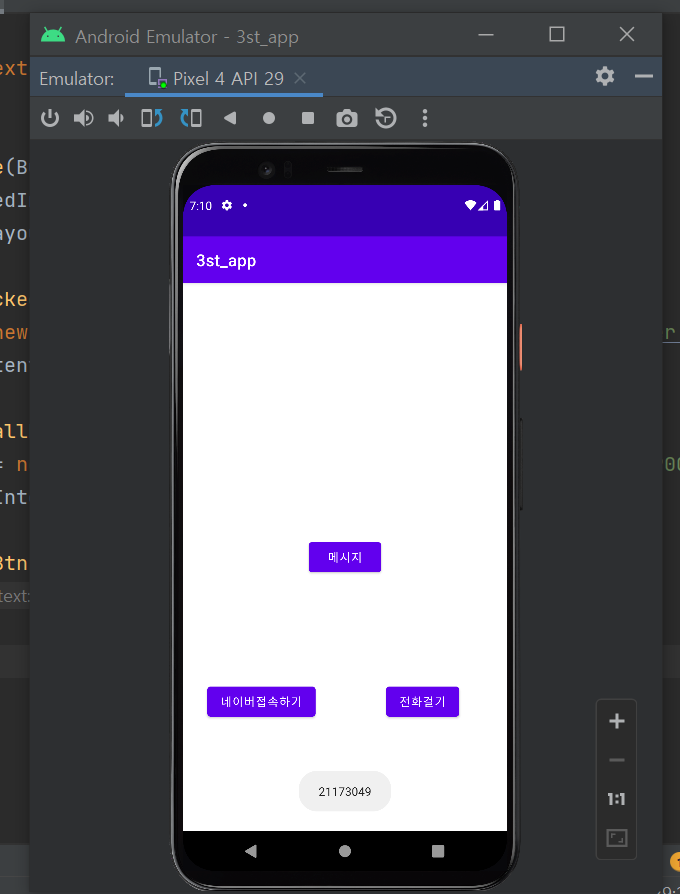 Android Emulator - 3st_app
Emulator:
Pixel 4 API 29
7:10
3st_app
메시지
네이버접속하기
전화걸기
21173049
1:1
ext
e(B
edI
ayo
cke
new
r
ten
all
= n
00
Int
Btn
text: